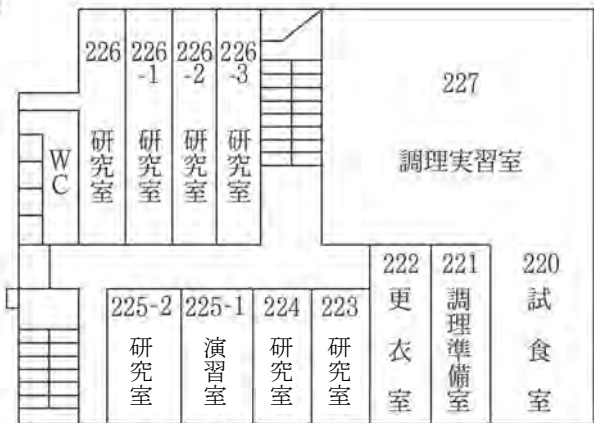 226
研究室
226
-1
研究室
226
-2
研究室
226
-3
研究室
227
調理実習室
WC
225-2
研究室
225-1
演習室
224
研究室
223
研究室
222
更衣室
221
調理準備室
220
試食室